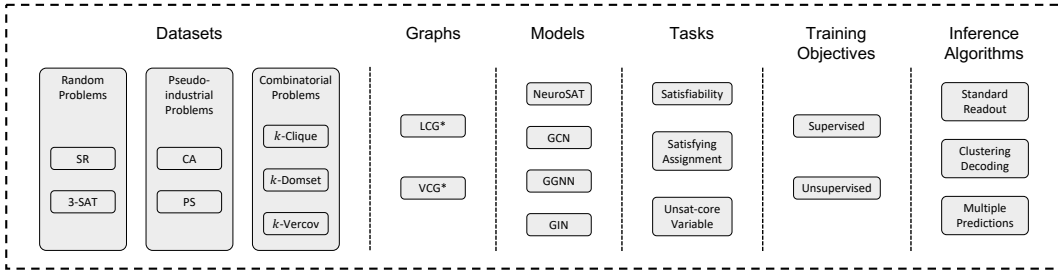 Datasets
Random
Problems
SR
3-SAT
Pseudo-
industrial
Problems
CA
PS
Combinatorial
Problems
k-Clique
k-Domset
k-Vercov
Graphs
LCG*
VCG*
Models
NeuroSAT
GCN
GGNN
GIN
Tasks
Satisfiability
Satisfying
Assignment
Unsat-core
Variable
Training
Objectives
Supervised
Unsupervised
Inference
Algorithms
Standard
Readout
Clustering
Decoding
Multiple
Predictions